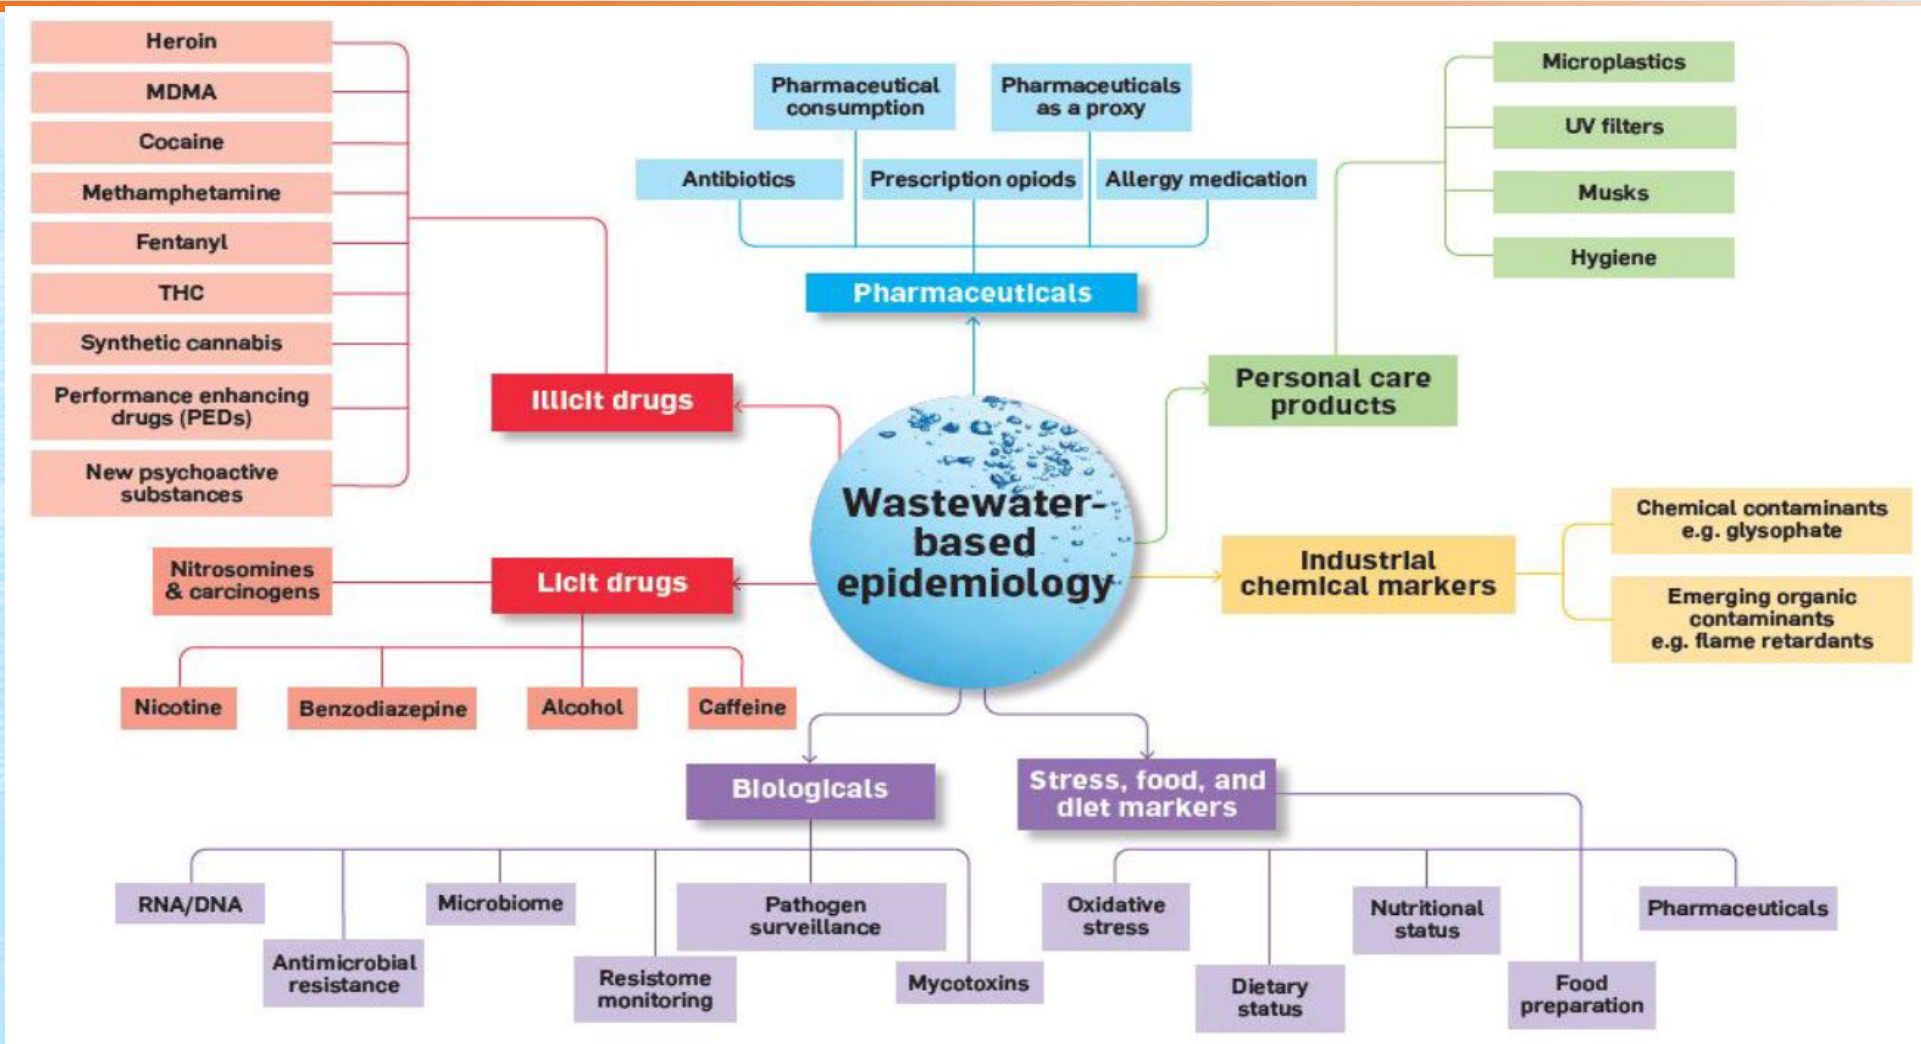 Heroin
MDMA
Cocaine
Methamphetamine
Fentanyl
THC
Synthetic cannabis
Performance enhancing
drugs (PEDs)
New psychoactive
substances
Illicit drugs
Pharmaceutical
consumption
Pharmaceuticals
as a proxy
Antibiotics
Prescription opiods
Allergy medication
Pharmaceuticals
Microplastics
UV filters
Musks
Hygiene
Personal care
products
Wastewater-
based
epidemiology
Industrial
chemical markers
Chemical contaminants
e.g. glysophate
Emerging organic
contaminants
e.g. flame retardants
Nitrosomines
& carcinogens
Licit drugs
Nicotine
Benzodiazepine
Alcohol
Caffeine
Biologicals
RNA/DNA
Antimicrobial
resistance
Microbiome
Resistome
monitoring
Pathogen
surveillance
Mycotoxins
Stress, food, and
diet markers
Oxidative
stress
Dietary
status
Nutritional
status
Food
preparation
Pharmaceuticals